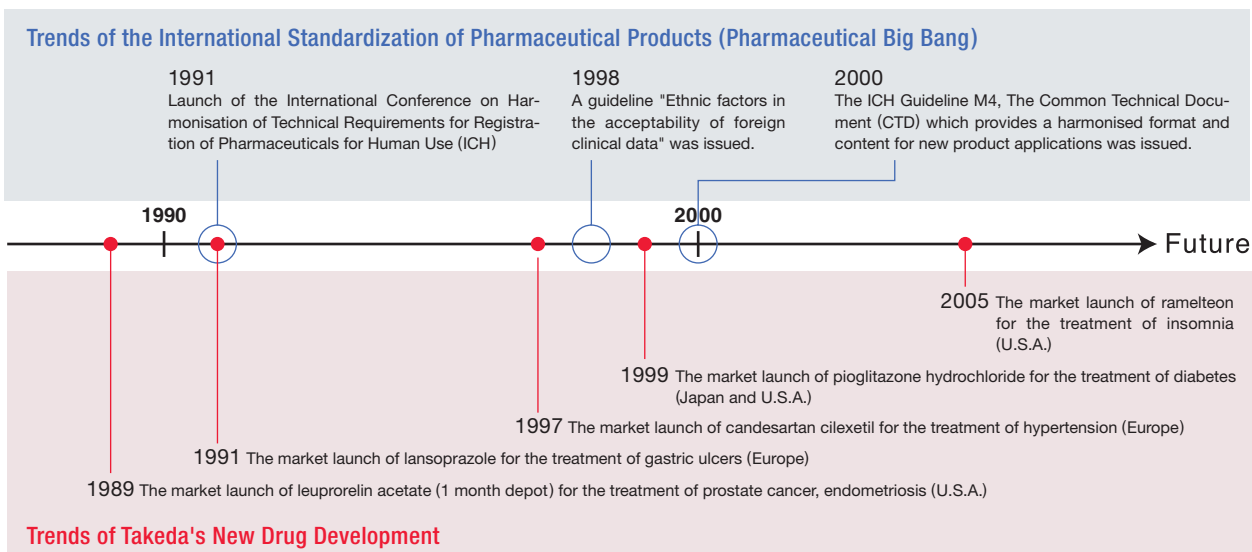 Trends of the International Standardization of Pharmaceutical Products (Pharmaceutical Big Bang)
1991
Launch of the International Conference on Har-
monisation of Technical Requirements for Registra-
tion of Pharmaceuticals for Human Use (ICH)
1998
A guideline "Ethnic factors in
the acceptability of foreign
clinical data" was issued.
2000
The ICH Guideline M4, The Common Technical Docu-
ment (CTD) which provides a harmonised format and
content for new product applications was issued.
1990
2000
Future
2005 The market launch of ramelteon
for the treatment of insomnia
(U.S.A.)
1999 The market launch of pioglitazone hydrochloride for the treatment of diabetes
(Japan and U.S.A.)
1997 The market launch of candesartan cilexetil for the treatment of hypertension (Europe)
1991 The market launch of lansoprazole for the treatment of gastric ulcers (Europe)
1989 The market launch of leuprorelin acetate (1 month depot) for the treatment of prostate cancer, endometriosis (U.S.A.)
Trends of Takeda's New Drug Development